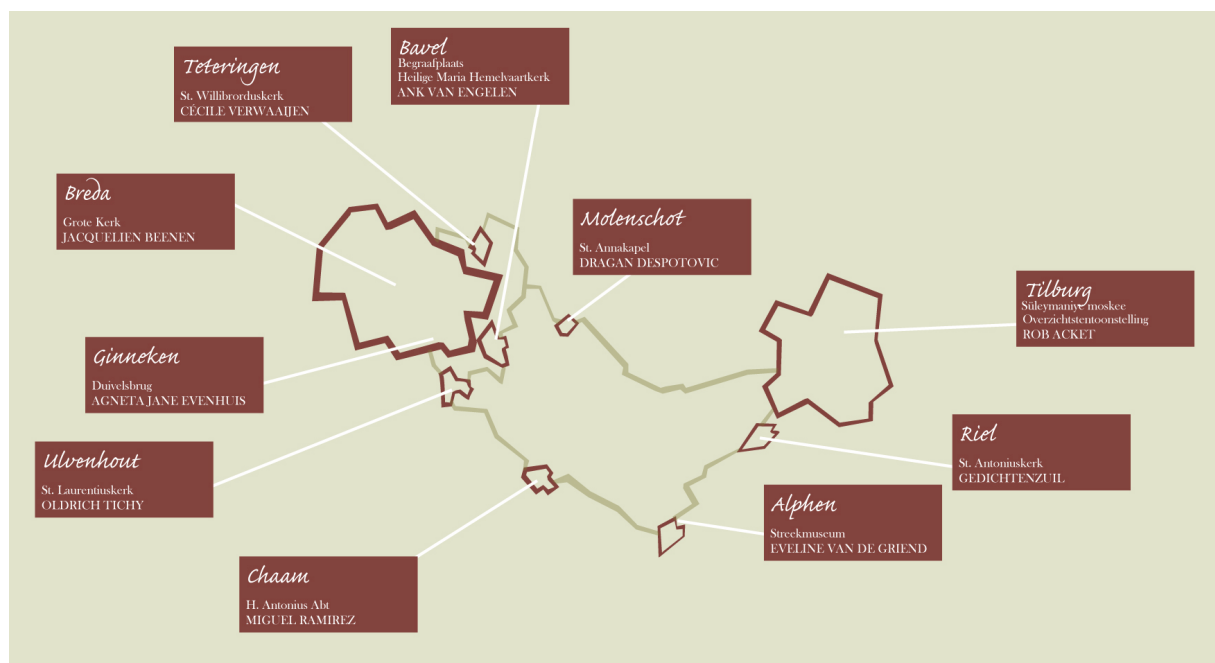 Teteringen
St. Willibrorduskerk
CÉCILE VERWAAIJEN
Bavel
Begraafplaats
Heilige Maria Hemelvaartkerk
ANK VAN ENGELEN
Breda
Grote Kerk
JACQUELIEN BEENEN
Molenschot
St. Annakapel
DRAGAN DESPOTOVIC
Tilburg
Süleymaniye moskee
Overzichtstentoonstelling
ROB ACKET
Ginneken
Duivelsbrug
AGNETA JANE EVENHUIS
Riel
St. Antoniuskerk
GEDICHTENZUIL
Ulvenhout
St. Laurentiuskerk
OLDRICH TICHY
Alphen
Streekmuseum
EVELINE VAN DE GRIEND
Chaam
H. Antonius Abt
MIGUEL RAMIREZ